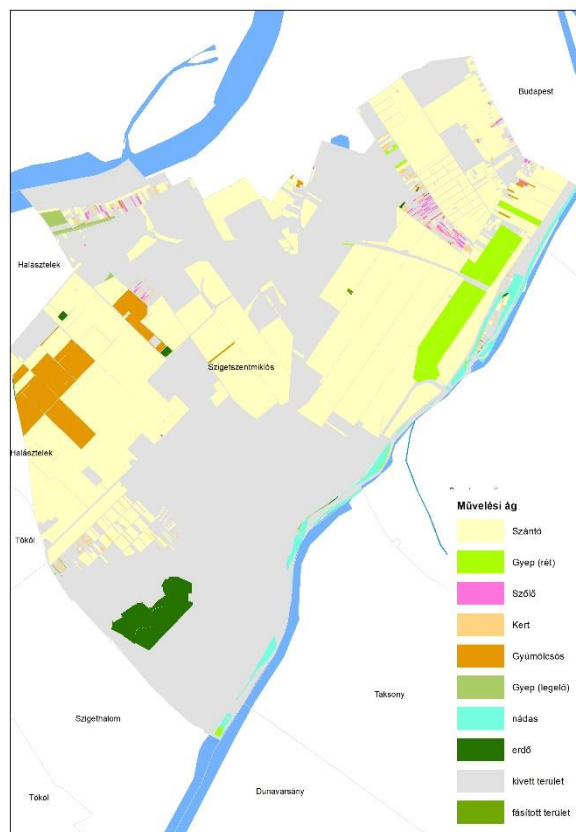 Budapest
Halásztelek
Szigetszentmiklós
Halásztelek
Tököl
Művelési ág
Szántó
Gyep (rét)
Szőlő
Kert
Gyümölcsös
Gyep (legelő)
nádas
erdő
kivett terület
fásított terület
Taksony
Szigethalom
Tököl
Dunavarsány